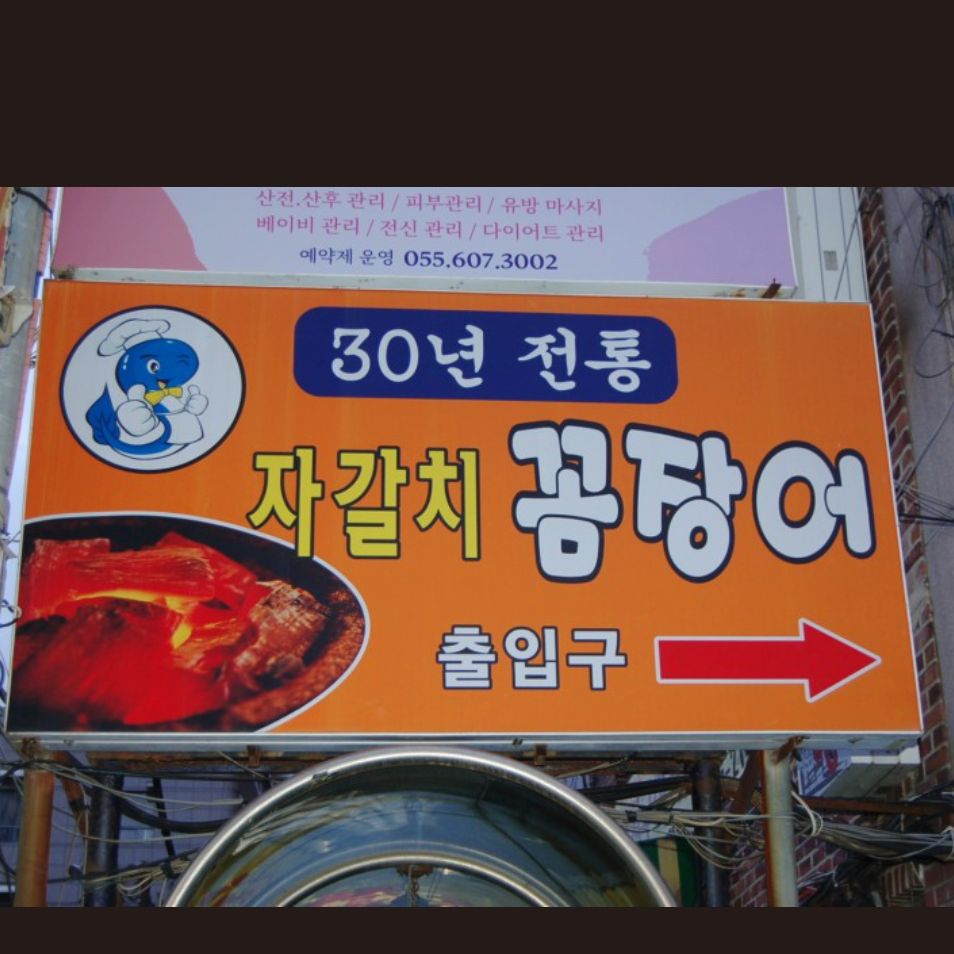 산전.산후 관리 / 피부관리 / 유방 마사지
베이비 관리 / 전신 관리 / 다이어트 관리
예약제 운영 055.607.3002
30년 전통
자갈치 꼼장어
출입구